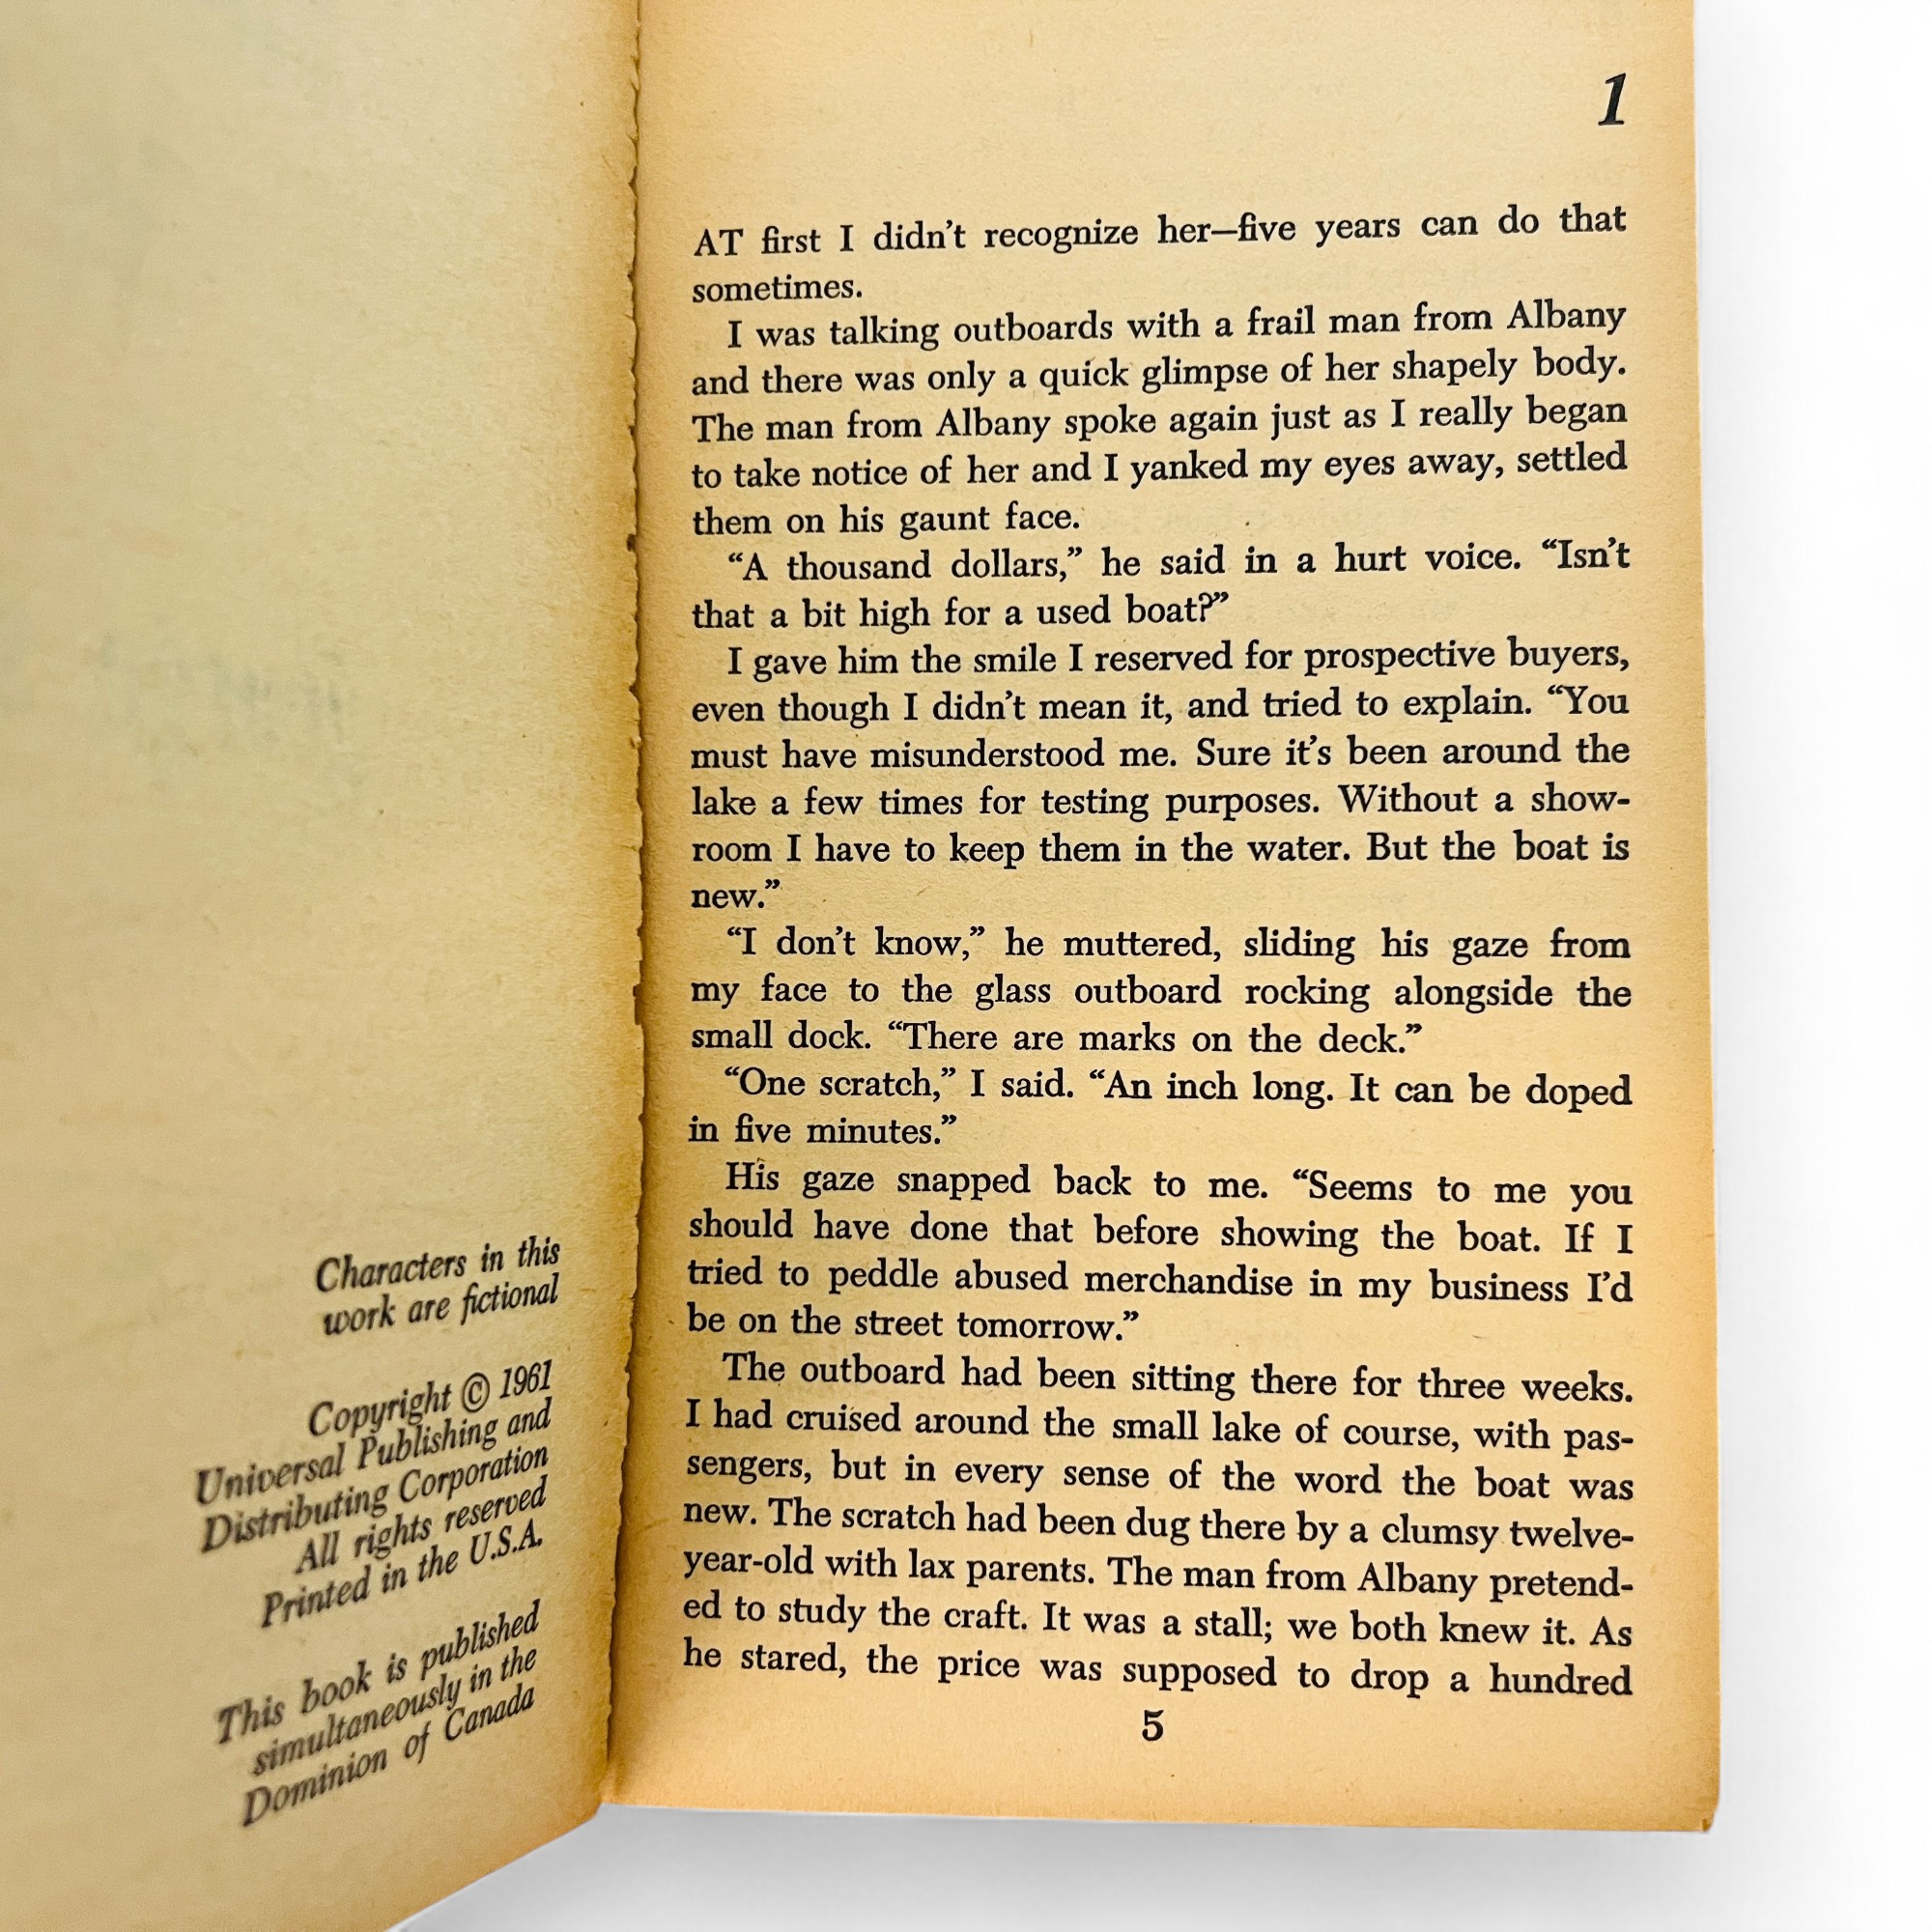 Characters in this
work are fictional
Copyright © 1961
Universal Publishing and
Distributing Corporation
All rights reserved
Printed in the U.S.A.
This book is published
simultaneously in the
Dominion of Canada
1
AT first I didn’t recognize her—five years can do that
sometimes.
I was talking outboards with a frail man from Albany
and there was only a quick glimpse of her shapely body.
The man from Albany spoke again just as I really began
to take notice of her and I yanked my eyes away, settled
them on his gaunt face.
“A thousand dollars,” he said in a hurt voice. “Isn’t
that a bit high for a used boat?”
I gave him the smile I reserved for prospective buyers,
even though I didn’t mean it, and tried to explain. “You
must have misunderstood me. Sure it’s been around the
lake a few times for testing purposes. Without a show-
room I have to keep them in the water. But the boat is
new.”
“I don’t know,” he muttered, sliding his gaze from
my face to the glass outboard rocking alongside the
small dock. “There are marks on the deck.”
“One scratch,” I said. “An inch long. It can be doped
in five minutes.”
His gaze snapped back to me. “Seems to me you
should have done that before showing the boat. If I
tried to peddle abused merchandise in my business I’d
be on the street tomorrow.”
The outboard had been sitting there for three weeks.
I had cruised around the small lake of course, with pas-
sengers, but in every sense of the word the boat was
new. The scratch had been dug there by a clumsy twelve-
year-old with lax parents. The man from Albany pretend-
ed to study the craft. It was a stall; we both knew it. As
he stared, the price was supposed to drop a hundred
5